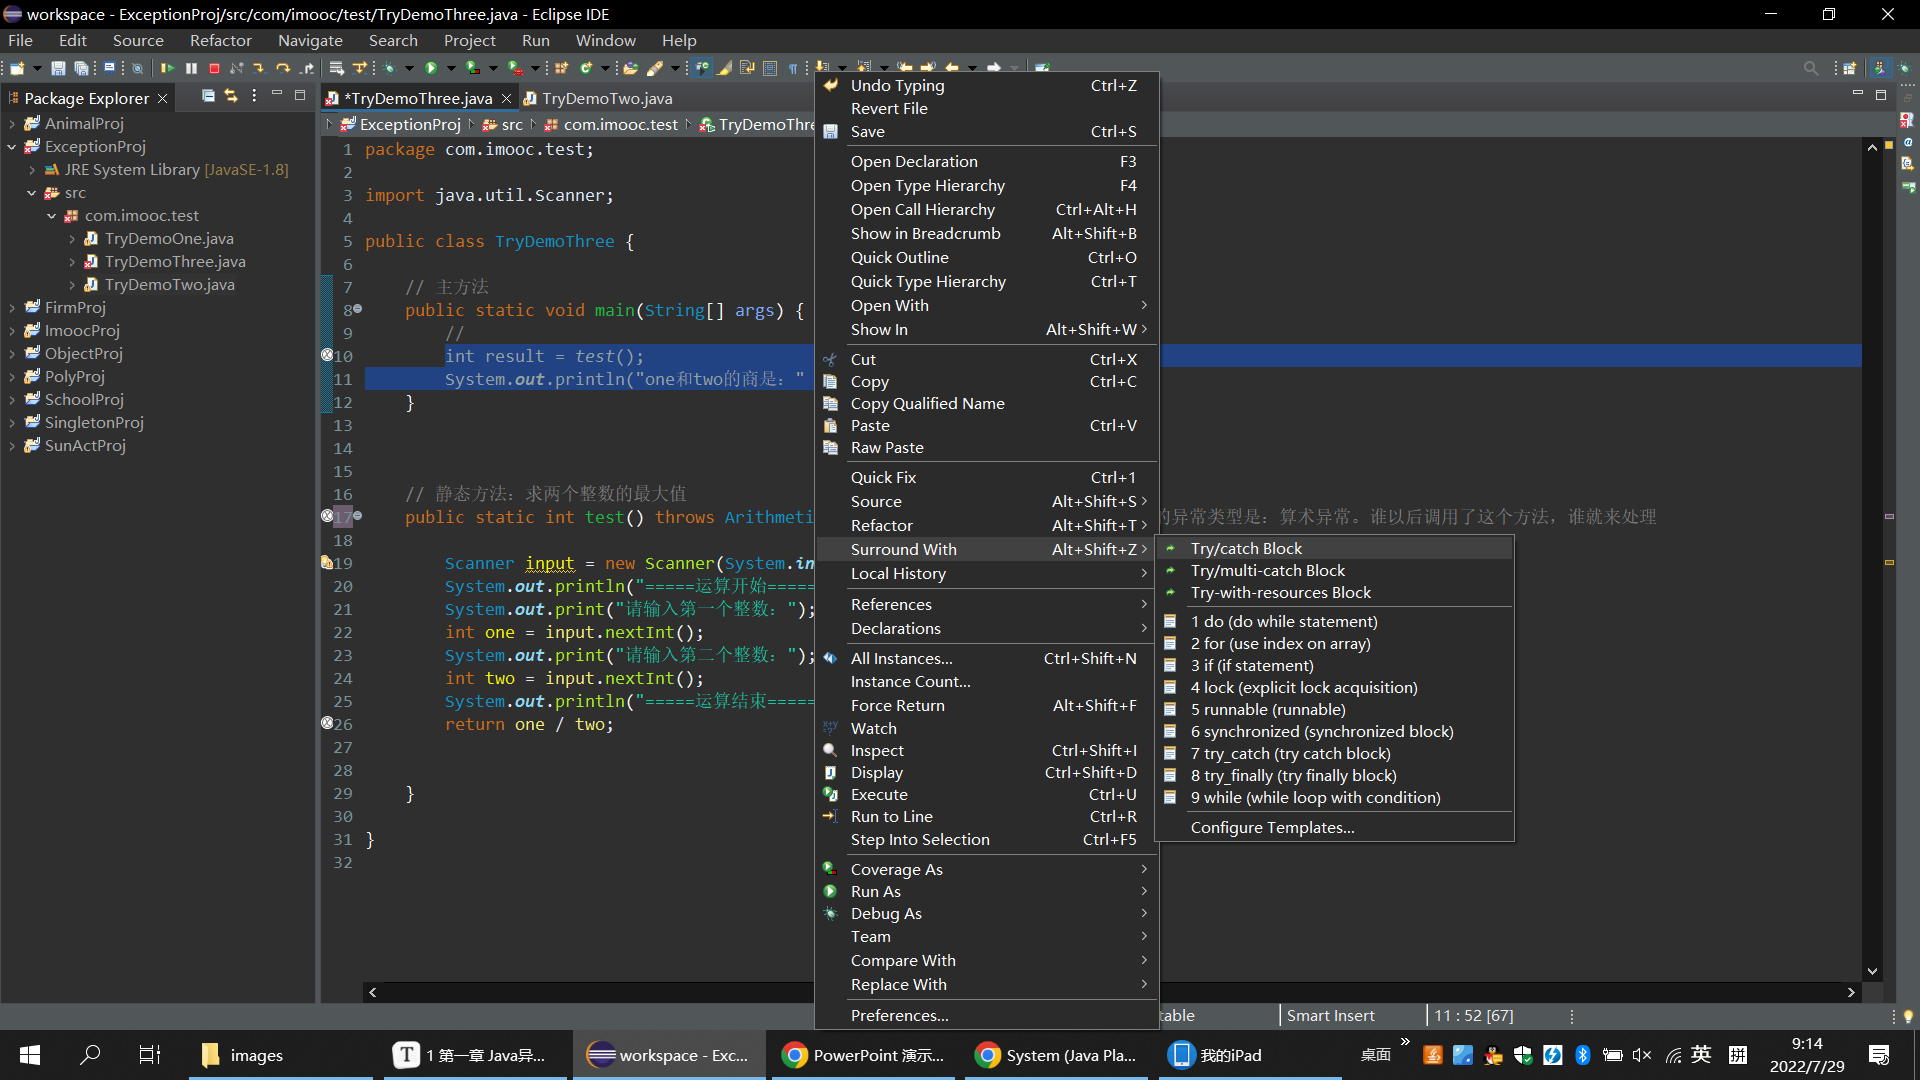 workspace - ExceptionProj/src/com/imooc/test/TryDemoThree.java - Eclipse IDE
File Edit Source Refactor Navigate Search Project Run Window Help
Package Explorer
AnimalProj
ExceptionProj
JRE System Library [JavaSE-1.8]
src
com.imooc.test
TryDemoOne.java
TryDemoThree.java
TryDemoTwo.java
FirmProj
ImoocProj
ObjectProj
PolyProj
SchoolProj
SingletonProj
SunActProj
*TryDemoThree.java TryDemoTwo.java
ExceptionProj src com.imooc.test TryDemoThre
1 package com.imooc.test;
2
3 import java.util.Scanner;
4
5 public class TryDemoThree {
6
7 // 主方法
8 public static void main(String[] args) {
9 //
10 int result = test();
11 System.out.println("one和two的商是："
12 }
13
14
15
16 // 静态方法：求两个整数的最大值
17 public static int test() throws Arithmeti 的异常类型是：算术异常。谁以后调用了这个方法，谁就来处理
18
19 Scanner input = new Scanner(System.in
20 System.out.println("=====运算开始=====
21 System.out.print("请输入第一个整数：");
22 int one = input.nextInt();
23 System.out.print("请输入第二个整数：");
24 int two = input.nextInt();
25 System.out.println("=====运算结束=====
26 return one / two;
27
28
29 }
30
31 }
32
Undo Typing Ctrl+Z
Revert File
Save Ctrl+S
Open Declaration F3
Open Type Hierarchy F4
Open Call Hierarchy Ctrl+Alt+H
Show in Breadcrumb Alt+Shift+B
Quick Outline Ctrl+O
Quick Type Hierarchy Ctrl+T
Open With
Show In Alt+Shift+W
Cut Ctrl+X
Copy Ctrl+C
Copy Qualified Name
Paste Ctrl+V
Raw Paste
Quick Fix Ctrl+1
Source Alt+Shift+S
Refactor Alt+Shift+T
Surround With Alt+Shift+Z
Local History
References
Declarations
All Instances... Ctrl+Shift+N
Instance Count...
Force Return Alt+Shift+F
Watch
Inspect Ctrl+Shift+I
Display Ctrl+Shift+D
Execute Ctrl+U
Run to Line Ctrl+R
Step Into Selection Ctrl+F5
Coverage As
Run As
Debug As
Team
Compare With
Replace With
Preferences...
Try/catch Block
Try/multi-catch Block
Try-with-resources Block
1 do (do while statement)
2 for (use index on array)
3 if (if statement)
4 lock (explicit lock acquisition)
5 runnable (runnable)
6 synchronized (synchronized block)
7 try_catch (try catch block)
8 try_finally (try finally block)
9 while (while loop with condition)
Configure Templates...
table Smart Insert 11 : 52 [67]
images
1 第一章 Java异...
workspace - Exc...
PowerPoint 演示...
System (Java Pla...
我的iPad
桌面
英
拼
9:14
2022/7/29